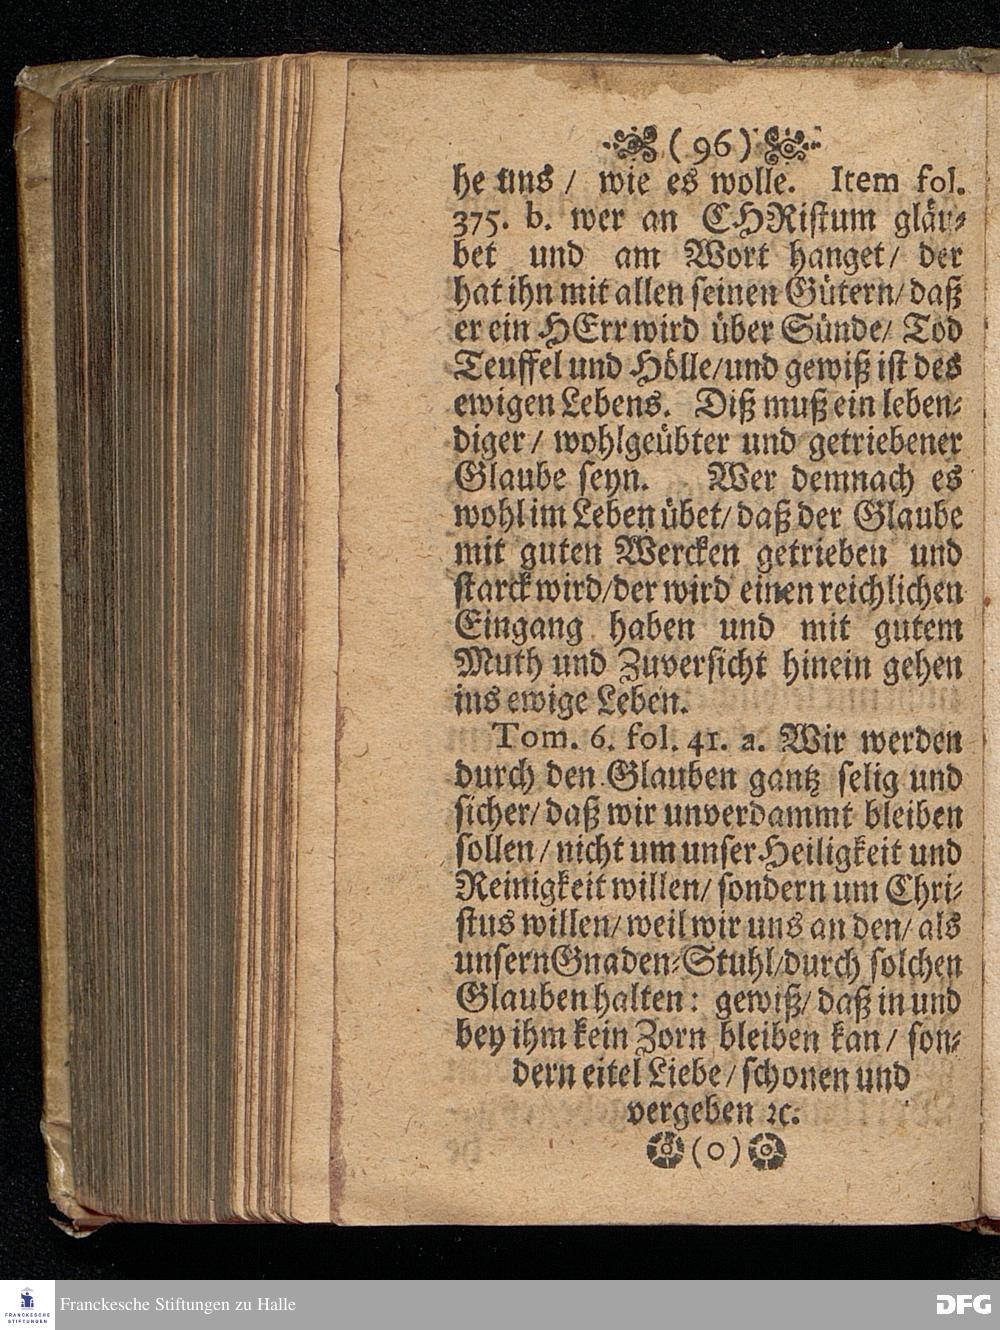 (96)
he uns / wie es wolle. Item fol.
375. b. wer an CHRistum gläu-
bet und am Wort hanget / der
hat ihn mit allen seinen Gütern / daß
er ein HErr wird über Sünde / Tod
Teuffel und Hölle / und gewiß ist des
ewigen Lebens. Diß muß ein leben-
diger / wohlgeübter und getriebener
Glaube seyn. Wer demnach es
wohl im Leben übet / daß der Glaube
mit guten Wercken getrieben und
starck wird / der wird einen reichlichen
Eingang haben und mit gutem
Muth und Zuversicht hinein gehen
ins ewige Leben.
Tom. 6. fol. 41. a. Wir werden
durch den Glauben gantz selig und
sicher / daß wir unverdammt bleiben
sollen / nicht um unser Heiligkeit und
Reinigkeit willen / sondern um Chri-
stus willen / weil wir uns an den / als
unsern Gnaden-Stuhl / durch solchen
Glauben halten : gewiß / daß in und
bey ihm kein Zorn bleiben kan / son-
dern eitel Liebe / schonen und
vergeben ꝛc.
(o)
FRANCKESCHE
STIFTUNGEN
Franckesche Stiftungen zu Halle
DFG